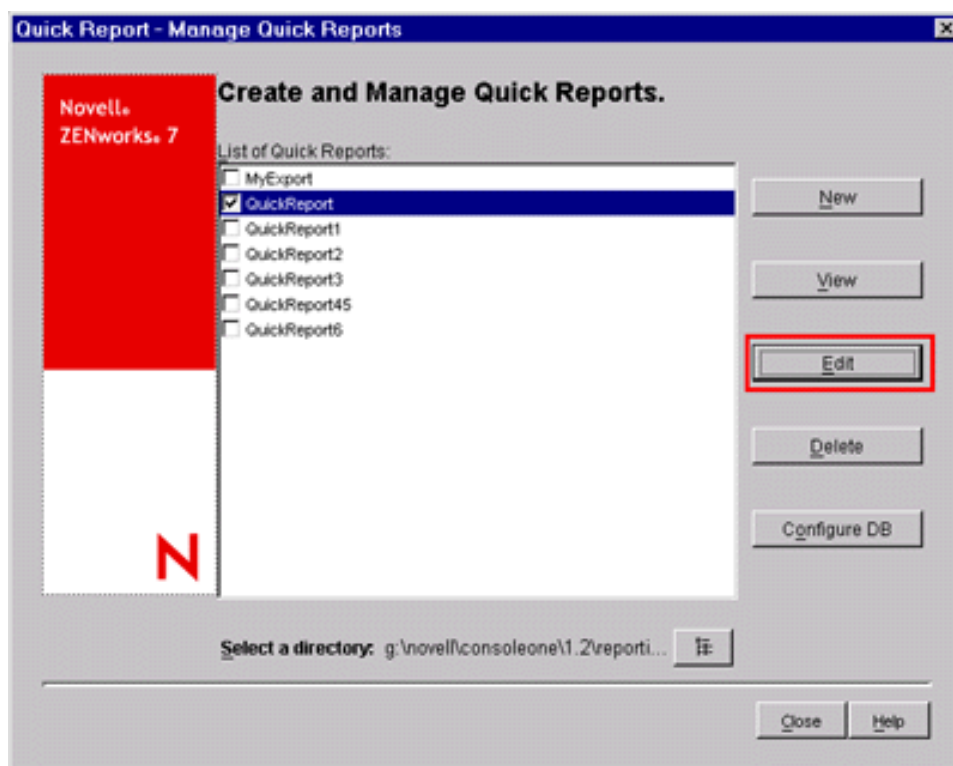 Quick Report - Manage Quick Reports
Novell®
ZENworks® 7
Create and Manage Quick Reports.
List of Quick Reports:
MyExport
QuickReport
QuickReport1
QuickReport2
QuickReport3
QuickReport45
QuickReport6
New
View
Edit
Delete
Configure DB
N
Select a directory: g:\novell\consoleone\1.2\reporti...
Close
Help